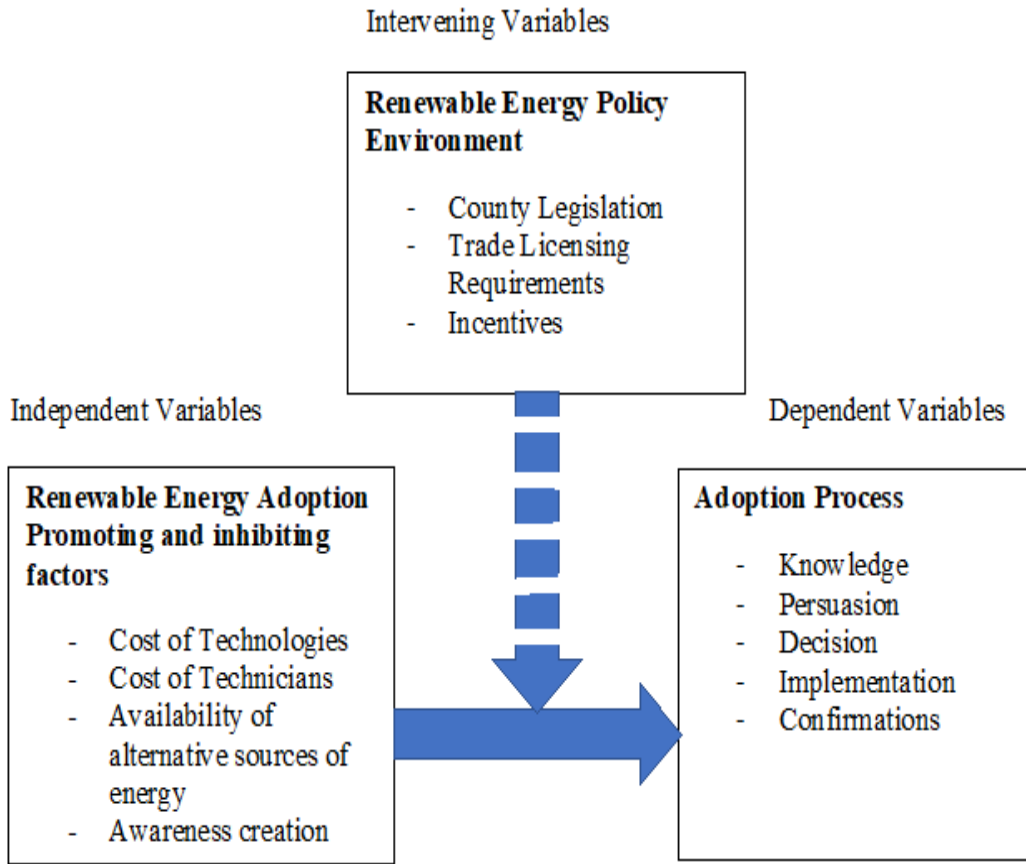 Intervening Variables
Renewable Energy Policy
Environment
- County Legislation
- Trade Licensing
Requirements
- Incentives
Independent Variables
Renewable Energy Adoption
Promoting and inhibiting
factors
- Cost of Technologies
- Cost of Technicians
- Availability of
alternative sources of
energy
- Awareness creation
Dependent Variables
Adoption Process
- Knowledge
- Persuasion
- Decision
- Implementation
- Confirmations